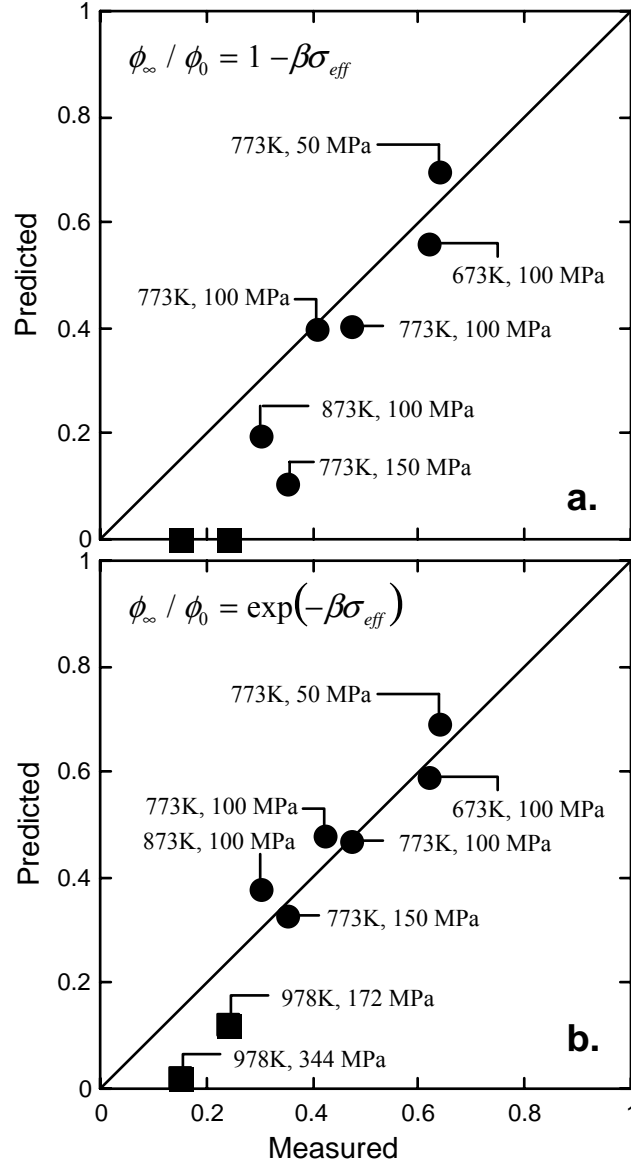 1
ϕ∞ / ϕ0 = 1 − βσeff
0.8
773K, 50 MPa
0.6
673K, 100 MPa
773K, 100 MPa
Predicted
0.4
773K, 100 MPa
873K, 100 MPa
0.2
773K, 150 MPa
a.
0
1
ϕ∞ / ϕ0 = exp(−βσeff)
0.8
773K, 50 MPa
0.6
773K, 100 MPa
673K, 100 MPa
873K, 100 MPa
773K, 100 MPa
Predicted
0.4
773K, 150 MPa
0.2
978K, 172 MPa
978K, 344 MPa
b.
0
0 0.2 0.4 0.6 0.8 1
Measured